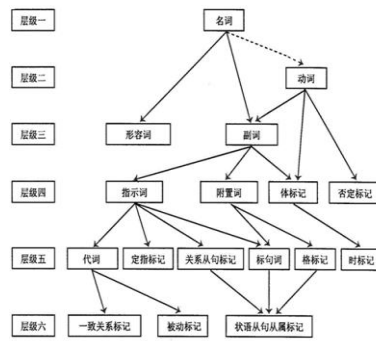 层级一 名词
层级二 动词
层级三 形容词 副词
层级四 指示词 附置词 体标记 否定标记
层级五 代词 定指标记 关系从句标记 标句词 格标记 时标记
层级六 一致关系标记 被动标记 状语从句从属标记